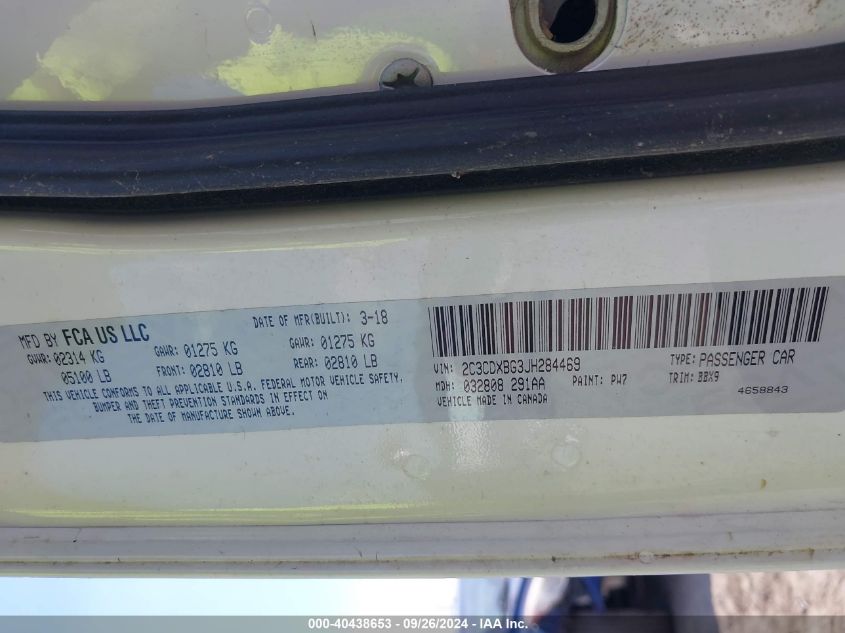 MFD BY FCA US LLC
DATE OF MFR(BUILT): 3-18
GVWR: 02314 KG
GAWR: 01275 KG
GAWR: 01275 KG
05100 LB
FRONT: 02810 LB
REAR: 02810 LB
THIS VEHICLE CONFORMS TO ALL APPLICABLE U.S.A. FEDERAL MOTOR VEHICLE SAFETY,
BUMPER AND THEFT PREVENTION STANDARDS IN EFFECT ON
THE DATE OF MANUFACTURE SHOWN ABOVE.
VIN: 2C3CDXBG3JH284469
TYPE: PASSENGER CAR
MDH: 032808 291AA
PAINT: PW7
TRIM: BBX9
VEHICLE MADE IN CANADA
4658843
000-40438653 / 09/26/2024 - IAA Inc.